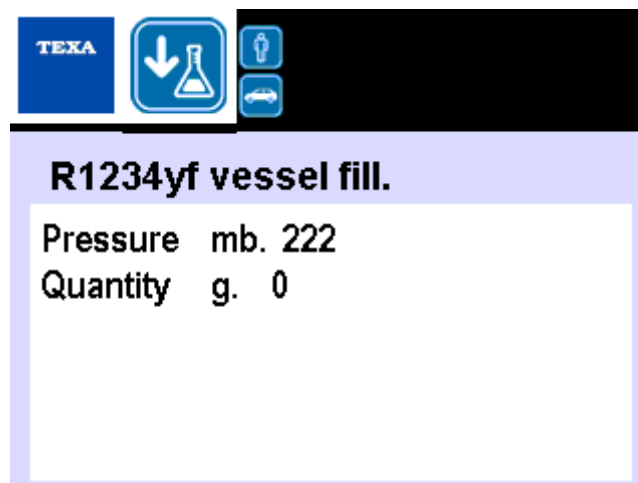 TEXA
R1234yf vessel fill.
Pressure mb. 222
Quantity g. 0